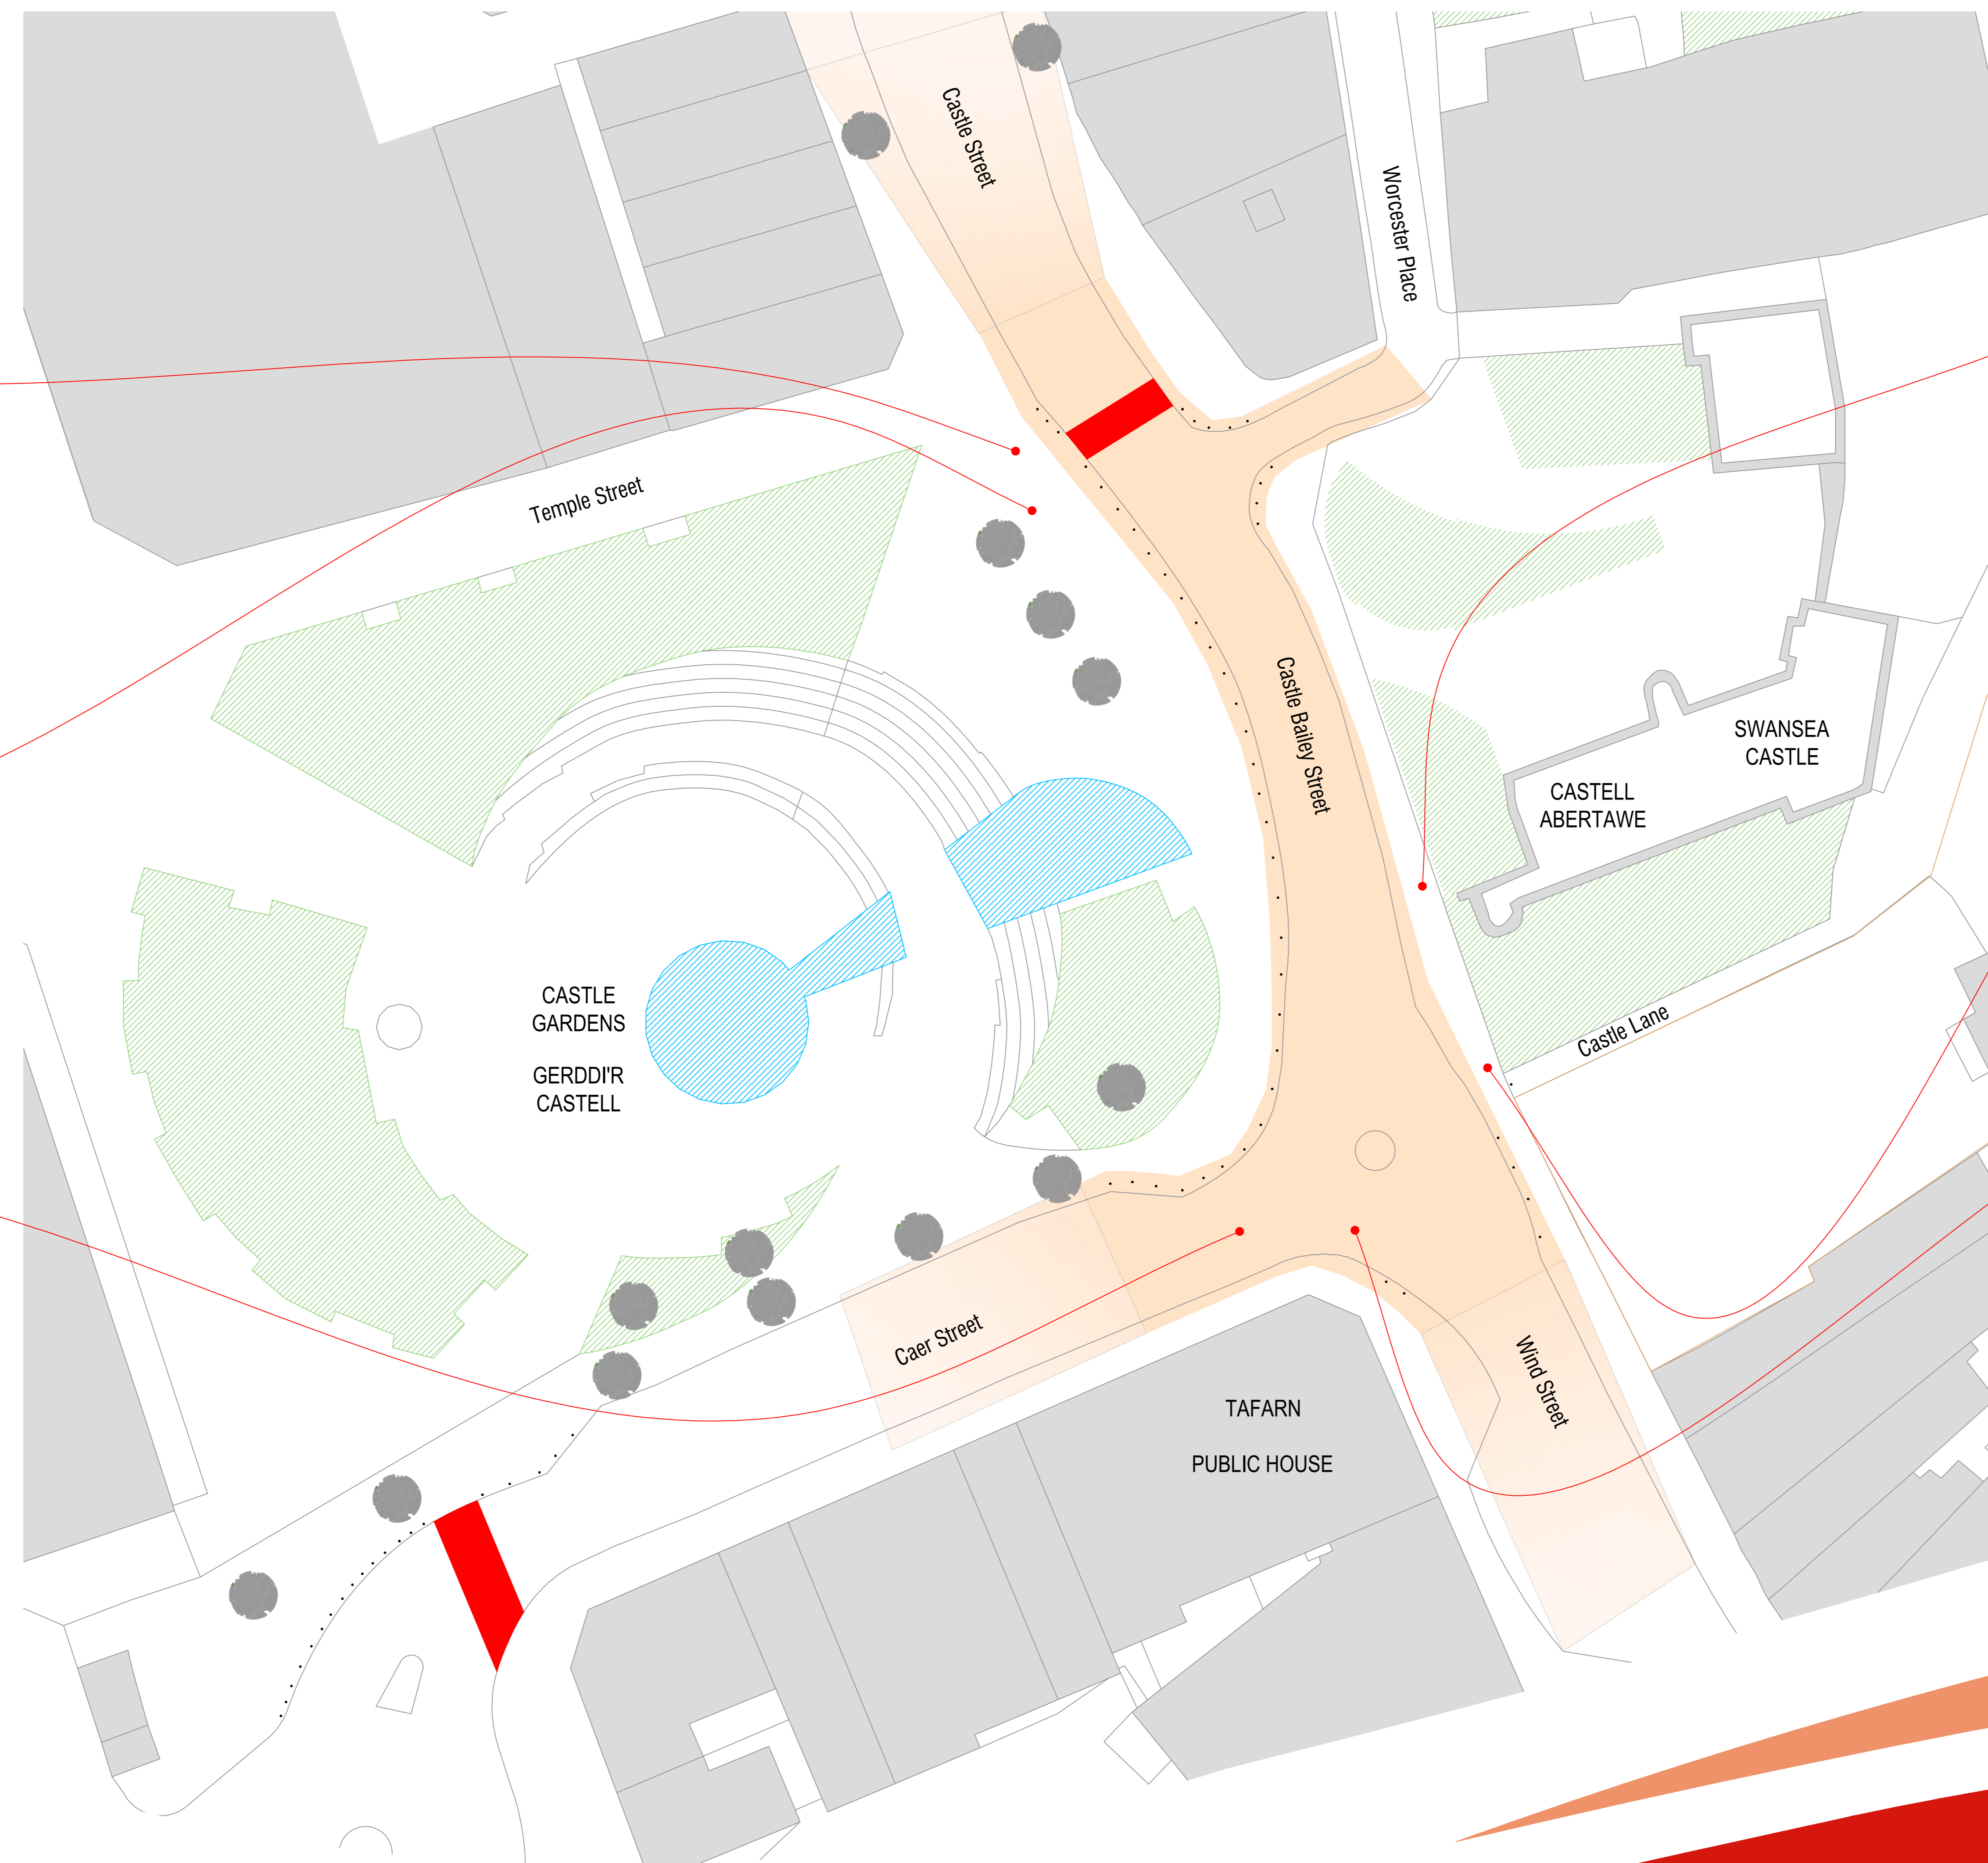 Castle Street
Worcester Place
Temple Street
Castle Bailey Street
SWANSEA
CASTLE
CASTELL
ABERTAWE
CASTLE
GARDENS
GERDDI'R
CASTELL
Castle Lane
Caer Street
Wind Street
TAFARN
PUBLIC HOUSE